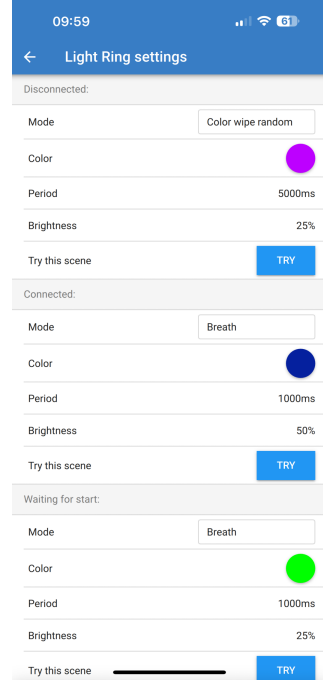 09:59
61
Light Ring settings
Disconnected:
Mode Color wipe random
Color
Period 5000ms
Brightness 25%
Try this scene TRY
Connected:
Mode Breath
Color
Period 1000ms
Brightness 50%
Try this scene TRY
Waiting for start:
Mode Breath
Color
Period 1000ms
Brightness 25%
Try this scene TRY